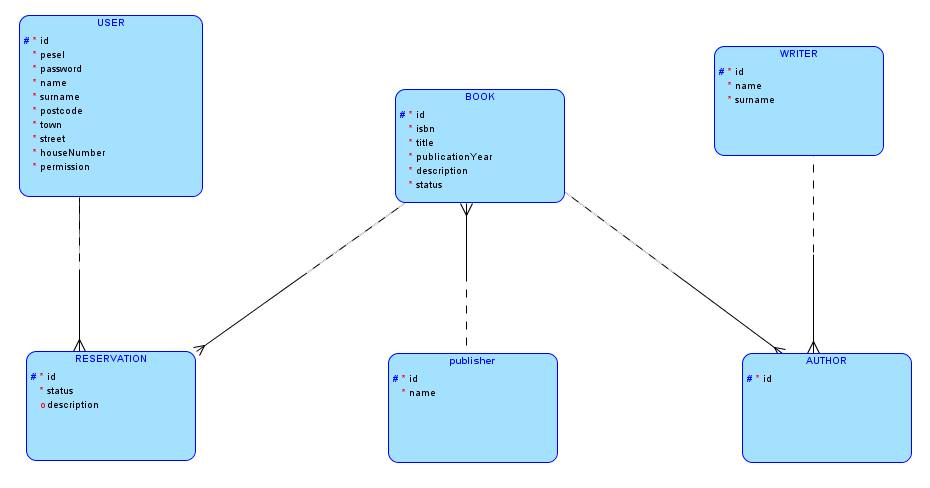 USER
# * id
* pesel
* password
* name
* surname
* postcode
* town
* street
* houseNumber
* permission
BOOK
# * id
* isbn
* title
* publicationYear
* description
* status
WRITER
# * id
* name
* surname
RESERVATION
# * id
* status
o description
publisher
# * id
* name
AUTHOR
# * id